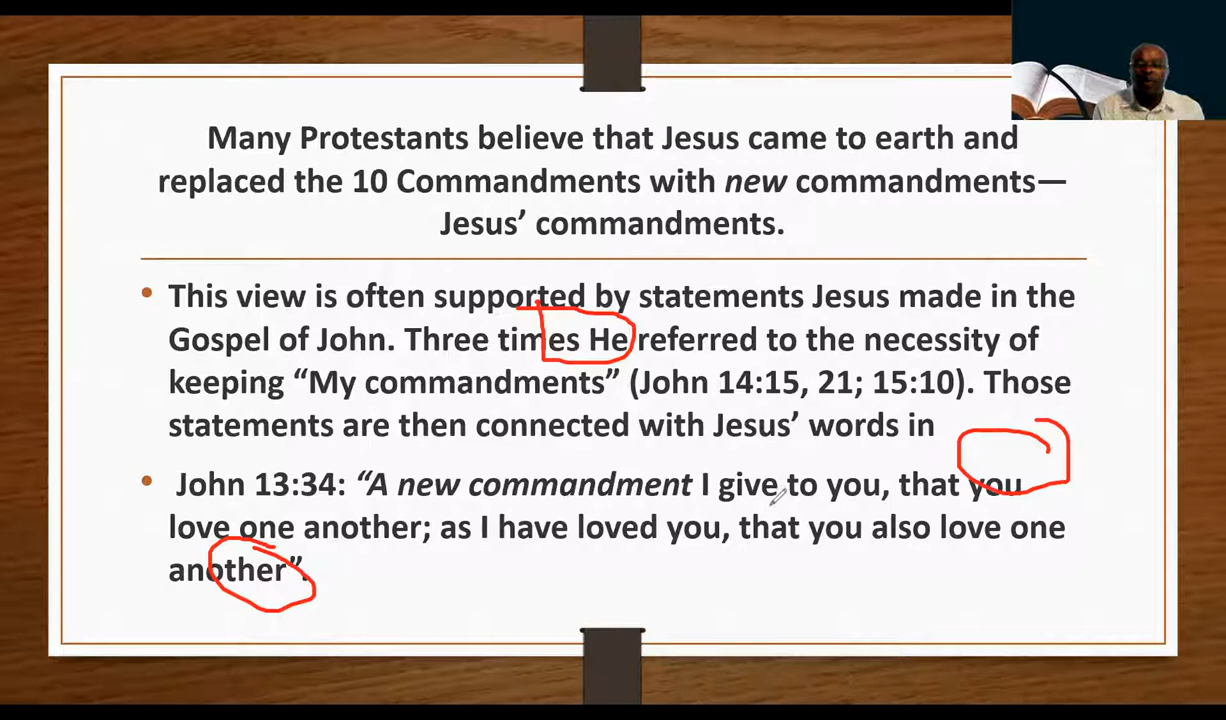 Many Protestants believe that Jesus came to earth and
replaced the 10 Commandments with new commandments—
Jesus’ commandments.
• This view is often supported by statements Jesus made in the
Gospel of John. Three times He referred to the necessity of
keeping “My commandments” (John 14:15, 21; 15:10). Those
statements are then connected with Jesus’ words in
• John 13:34: “A new commandment I give to you, that you
love one another; as I have loved you, that you also love one
another”.